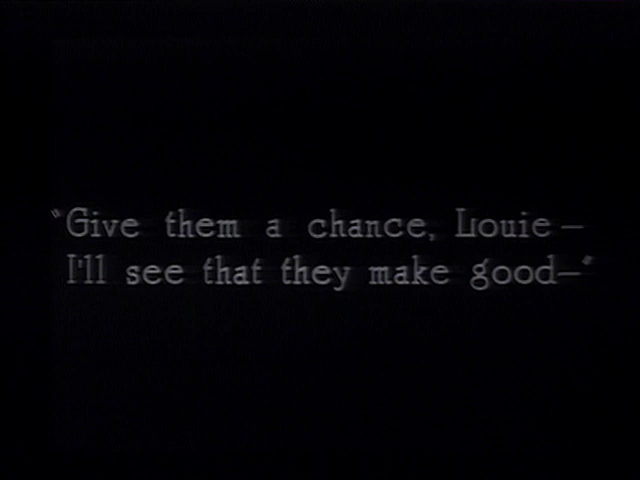 "Give them a chance, Louie—
I'll see that they make good—"